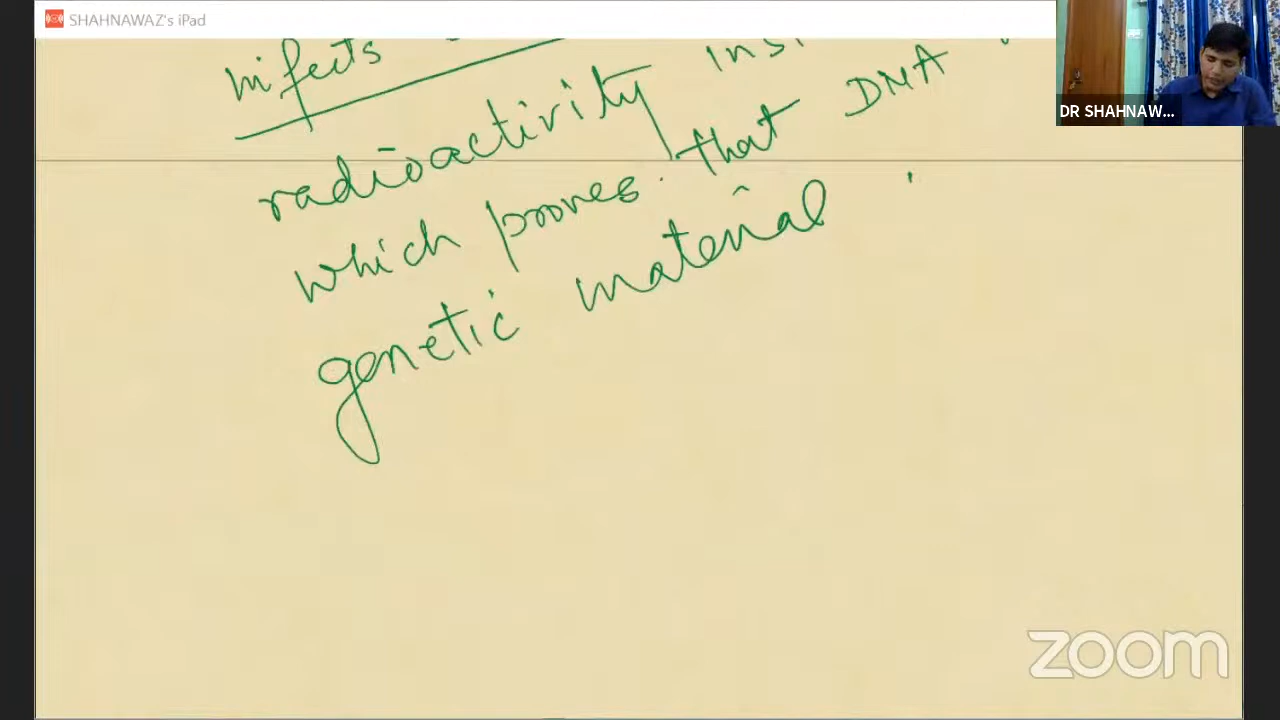 SHAHNAWAZ's iPad
DR SHAHNAW...
infects
radioactivity
which proves that DNA
genetic material
zoom